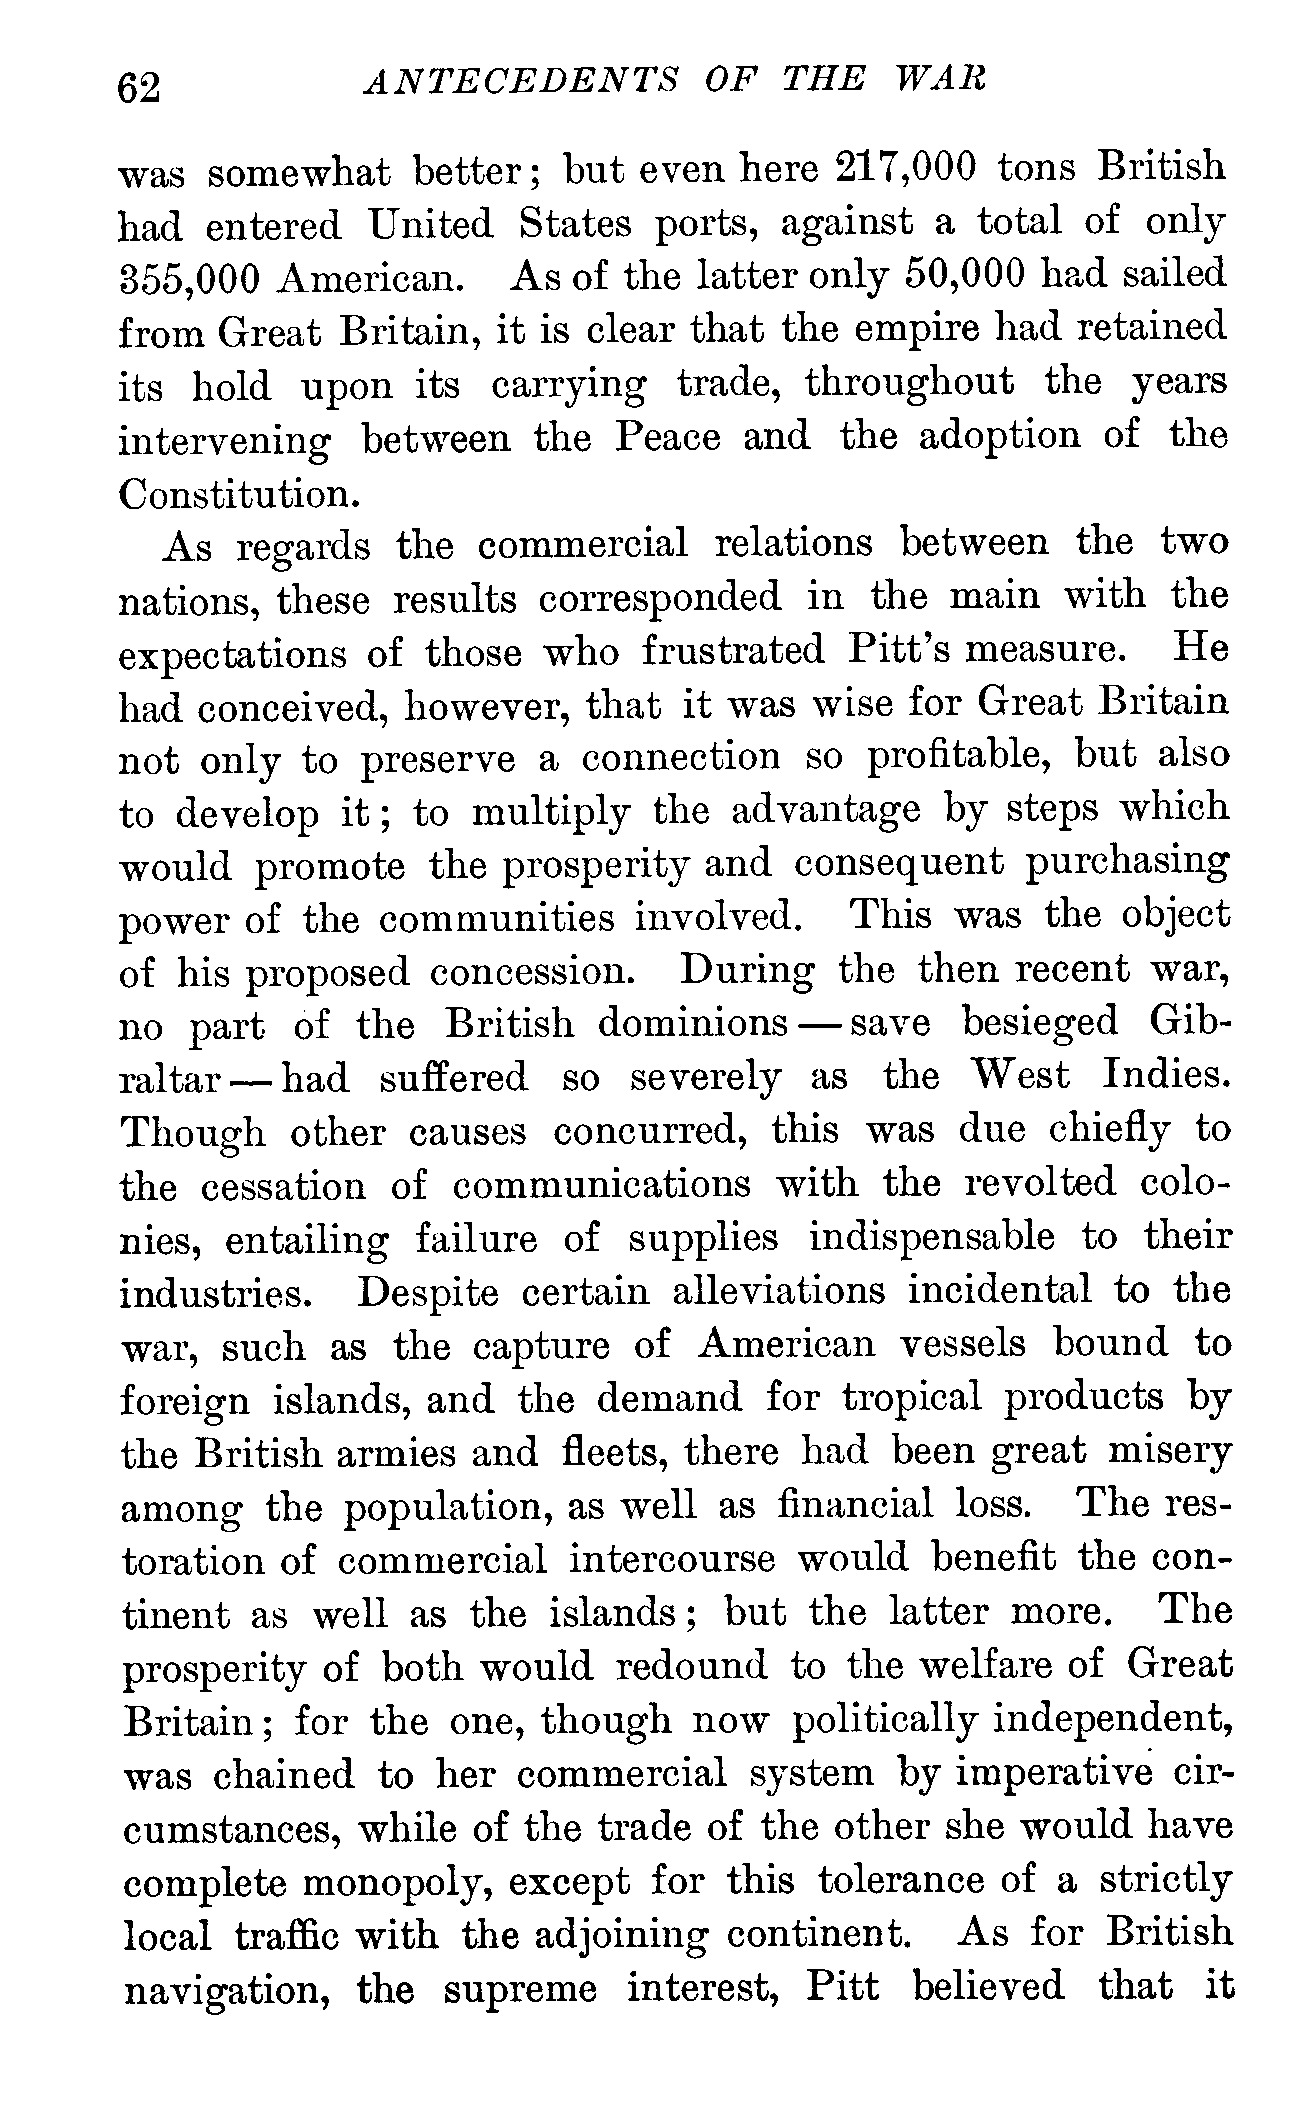 62 ANTECEDENTS OF THE WAR
was somewhat better; but even here 217,000 tons British
had entered United States ports, against a total of only
355,000 American. As of the latter only 50,000 had sailed
from Great Britain, it is clear that the empire had retained
its hold upon its carrying trade, throughout the years
intervening between the Peace and the adoption of the
Constitution.
As regards the commercial relations between the two
nations, these results corresponded in the main with the
expectations of those who frustrated Pitt's measure. He
had conceived, however, that it was wise for Great Britain
not only to preserve a connection so profitable, but also
to develop it; to multiply the advantage by steps which
would promote the prosperity and consequent purchasing
power of the communities involved. This was the object
of his proposed concession. During the then recent war,
no part of the British dominions — save besieged Gib-
raltar — had suffered so severely as the West Indies.
Though other causes concurred, this was due chiefly to
the cessation of communications with the revolted colo-
nies, entailing failure of supplies indispensable to their
industries. Despite certain alleviations incidental to the
war, such as the capture of American vessels bound to
foreign islands, and the demand for tropical products by
the British armies and fleets, there had been great misery
among the population, as well as financial loss. The res-
toration of commercial intercourse would benefit the con-
tinent as well as the islands; but the latter more. The
prosperity of both would redound to the welfare of Great
Britain; for the one, though now politically independent,
was chained to her commercial system by imperative cir-
cumstances, while of the trade of the other she would have
complete monopoly, except for this tolerance of a strictly
local traffic with the adjoining continent. As for British
navigation, the supreme interest, Pitt believed that it